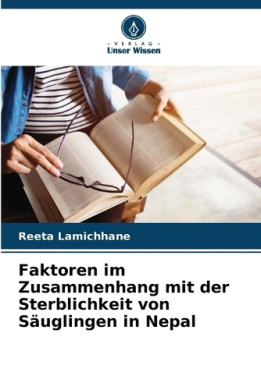 - VERLAG -
Unser Wissen
Reeta Lamichhane
Faktoren im
Zusammenhang mit der
Sterblichkeit von
Säuglingen in Nepal